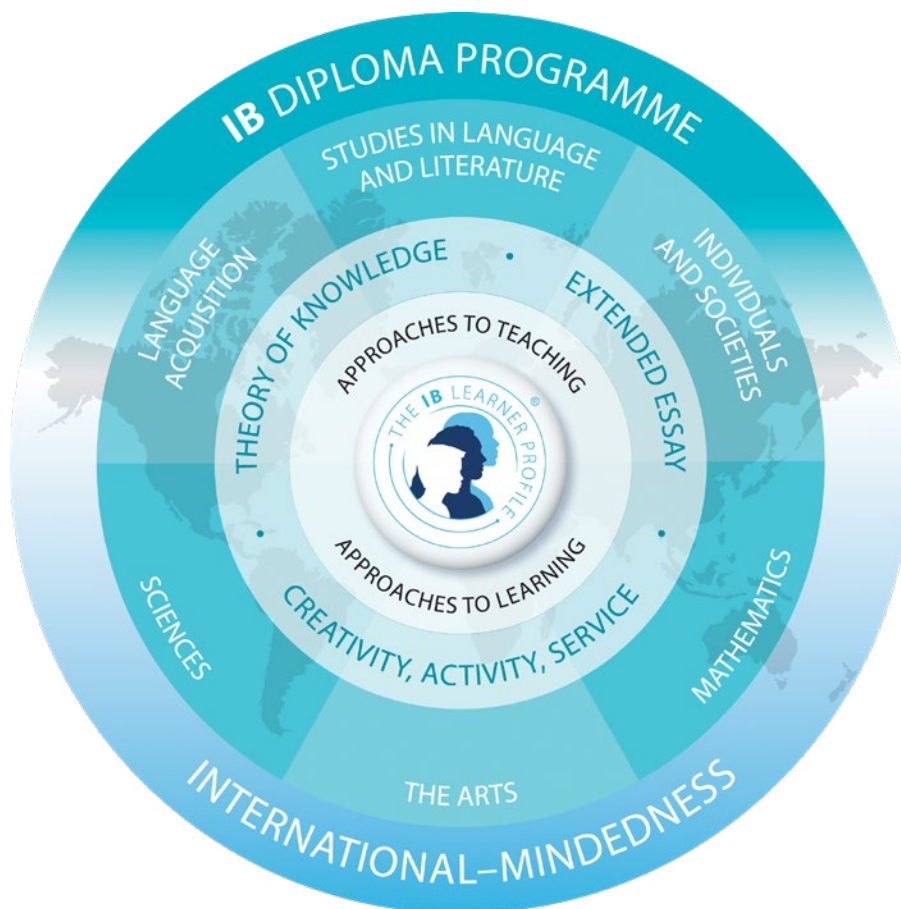 IB DIPLOMA PROGRAMME
STUDIES IN LANGUAGE
AND LITERATURE
LANGUAGE
ACQUISITION
INDIVIDUALS
AND SOCIETIES
THEORY OF KNOWLEDGE
•
EXTENDED ESSAY
APPROACHES TO TEACHING
THE IB LEARNER PROFILE®
APPROACHES TO LEARNING
•
CREATIVITY, ACTIVITY, SERVICE
•
SCIENCES
MATHEMATICS
THE ARTS
INTERNATIONAL–MINDEDNESS